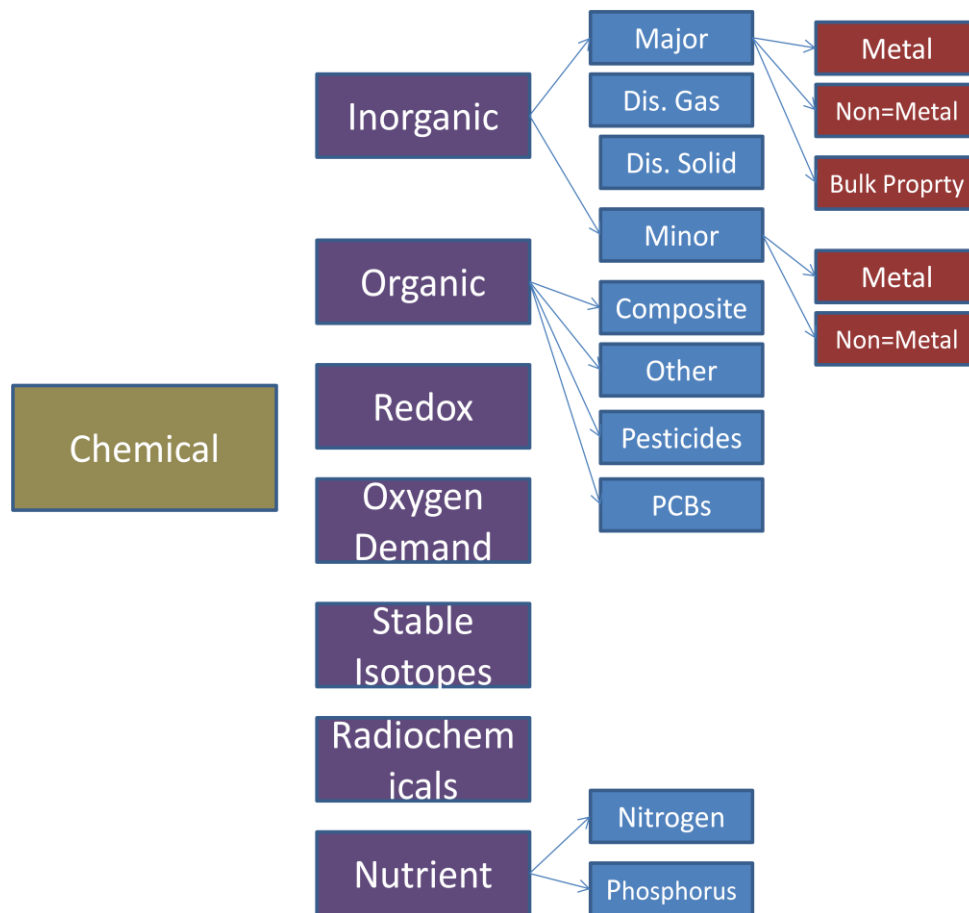 Chemical
Inorganic
Organic
Redox
Oxygen
Demand
Stable
Isotopes
Radiochem
icals
Nutrient
Major
Dis. Gas
Dis. Solid
Minor
Composite
Other
Pesticides
PCBs
Nitrogen
Phosphorus
Metal
Non=Metal
Bulk Proprty
Metal
Non=Metal